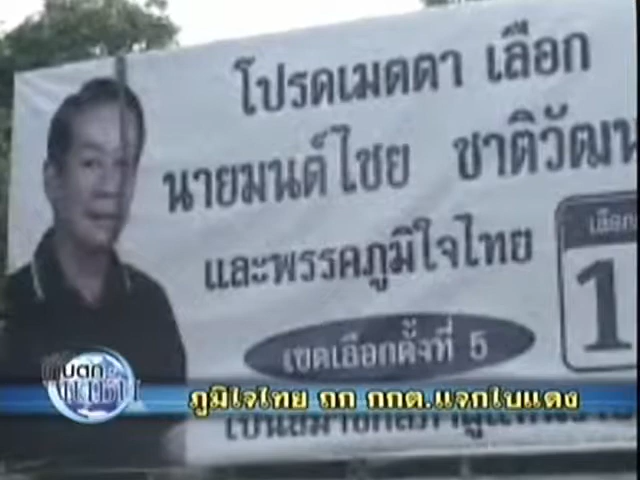 โปรดเมตตา เลือก
นายมนต์ไชย ชาติวัฒน
และพรรคภูมิใจไทย
เลือก
1
เขตเลือกตั้งที่ 5
ภูมิใจไทย ถก กกต.แจกใบแดง